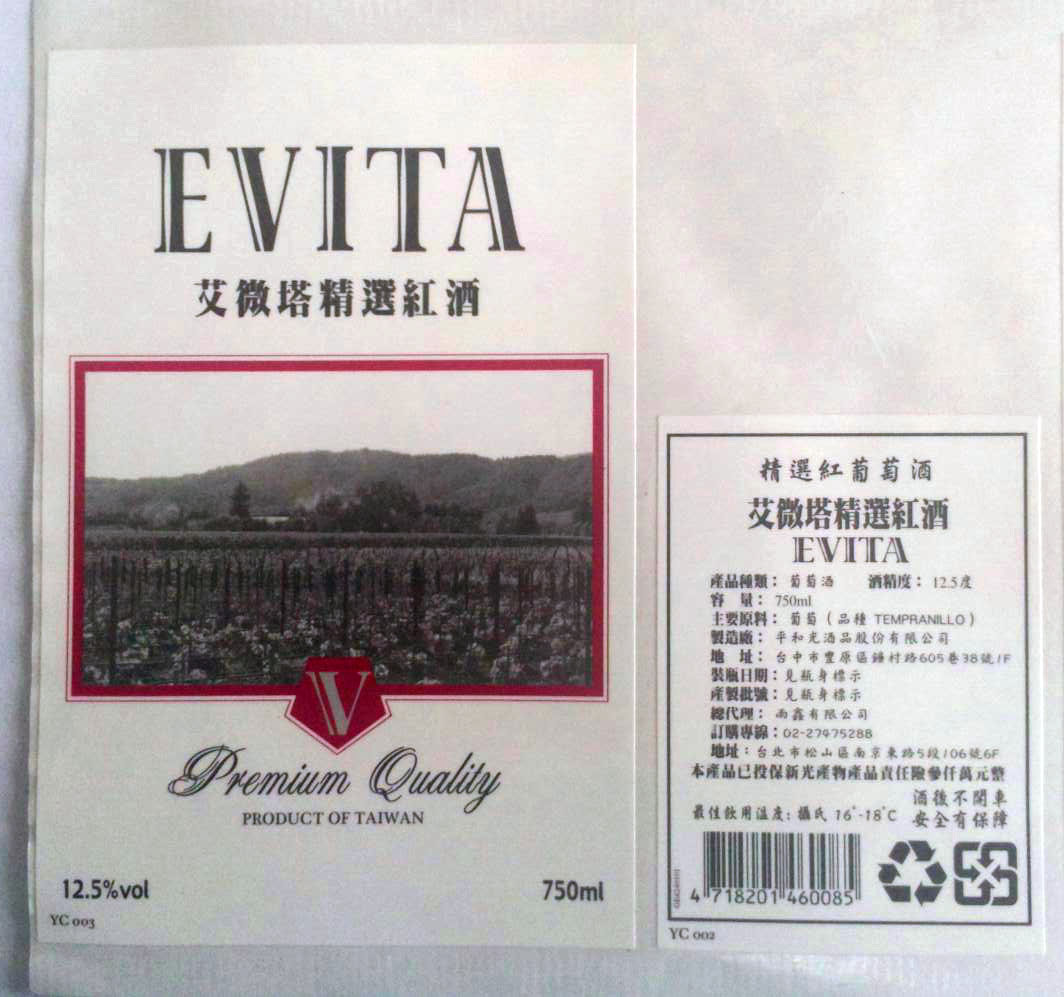 EVITA
艾微塔精選紅酒
V
Premium Quality
PRODUCT OF TAIWAN
12.5%vol 750ml
YC 003
精選紅葡萄酒
艾微塔精選紅酒
EVITA
產品種類：葡萄酒 酒精度：12.5度
容 量：750ml
主要原料：葡萄（品種 TEMPRANILLO）
製造廠：平和光酒品股份有限公司
地 址：台中市豐原區鐮村路605巷38號1F
裝瓶日期：見瓶身標示
產製批號：見瓶身標示
總代理：雨鑫有限公司
訂購專線：02-27475288
地址：台北市松山區南京東路5段106號6F
本產品已投保新光產物產品責任險參仟萬元整
最佳飲用溫度：攝氏 16°-18°C
酒後不開車
安全有保障
4 718201 460085
YC 002